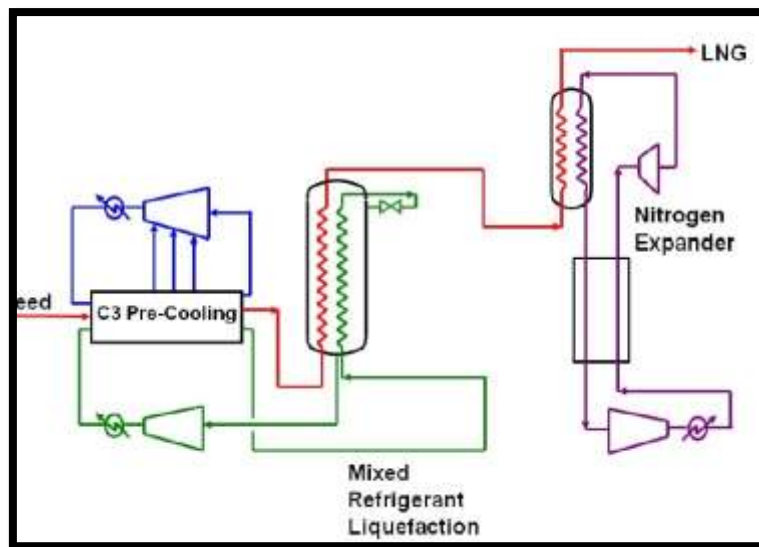 LNG
Nitrogen
Expander
eed
C3 Pre-Cooling
Mixed
Refrigerant
Liquefaction